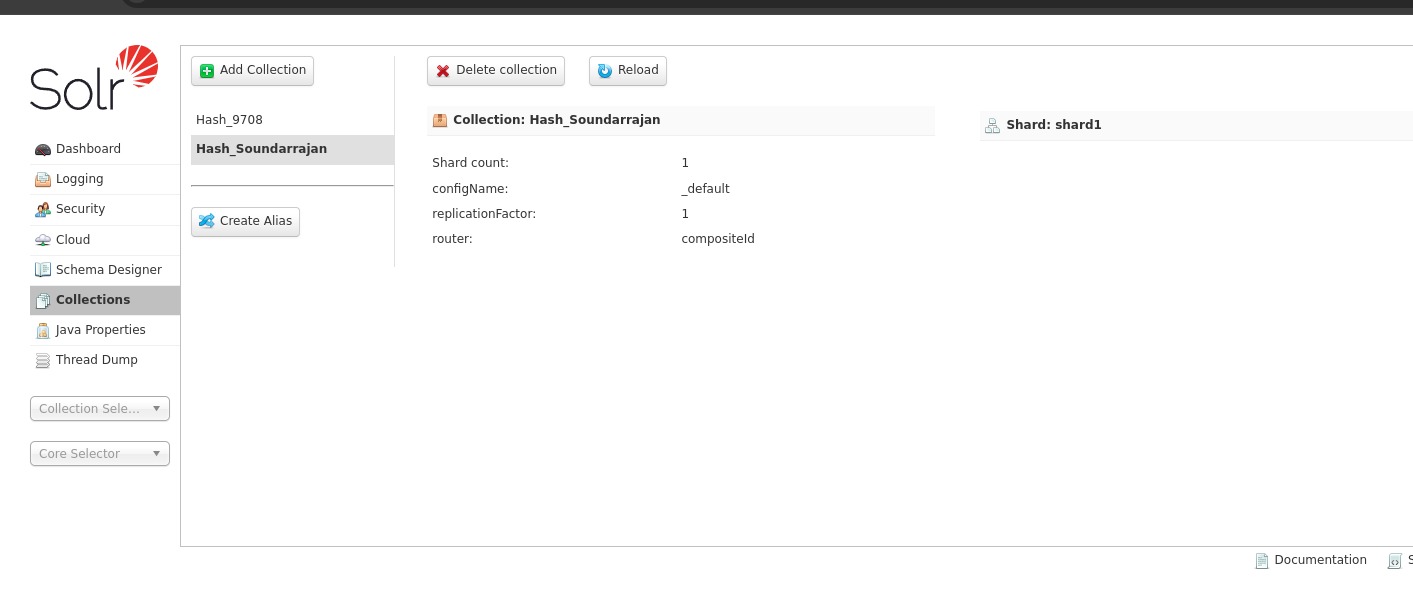 Solr
Dashboard
Logging
Security
Cloud
Schema Designer
Collections
Java Properties
Thread Dump
Collection Sele...
Core Selector
Add Collection
Hash_9708
Hash_Soundarrajan
Create Alias
Delete collection
Reload
Collection: Hash_Soundarrajan
Shard count: 1
configName: _default
replicationFactor: 1
router: compositeId
Shard: shard1
Documentation